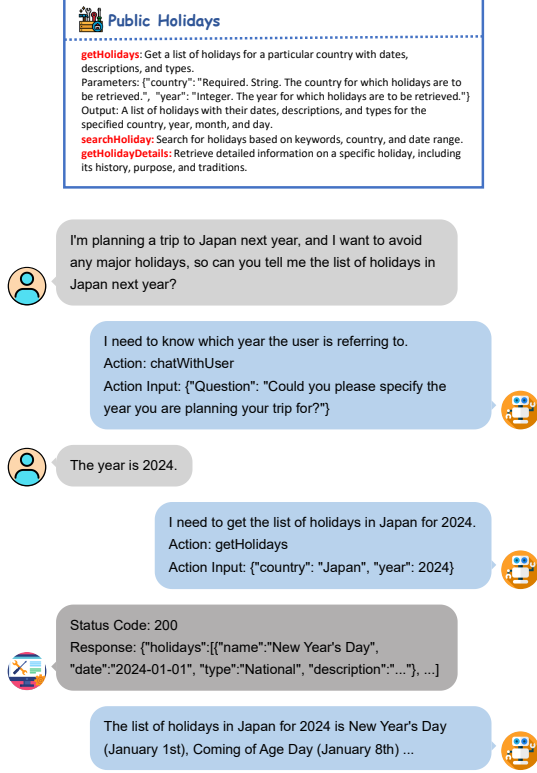 Public Holidays
getHolidays: Get a list of holidays for a particular country with dates,
descriptions, and types.
Parameters: {"country": "Required. String. The country for which holidays are to
be retrieved.", "year": "Integer. The year for which holidays are to be retrieved."}
Output: A list of holidays with their dates, descriptions, and types for the
specified country, year, month, and day.
searchHoliday: Search for holidays based on keywords, country, and date range.
getHolidayDetails: Retrieve detailed information on a specific holiday, including
its history, purpose, and traditions.
I'm planning a trip to Japan next year, and I want to avoid
any major holidays, so can you tell me the list of holidays in
Japan next year?
I need to know which year the user is referring to.
Action: chatWithUser
Action Input: {"Question": "Could you please specify the
year you are planning your trip for?"}
The year is 2024.
I need to get the list of holidays in Japan for 2024.
Action: getHolidays
Action Input: {"country": "Japan", "year": 2024}
Status Code: 200
Response: {"holidays":[{"name":"New Year's Day",
"date":"2024-01-01", "type":"National", "description":"..."}, ...]
The list of holidays in Japan for 2024 is New Year's Day
(January 1st), Coming of Age Day (January 8th) ...